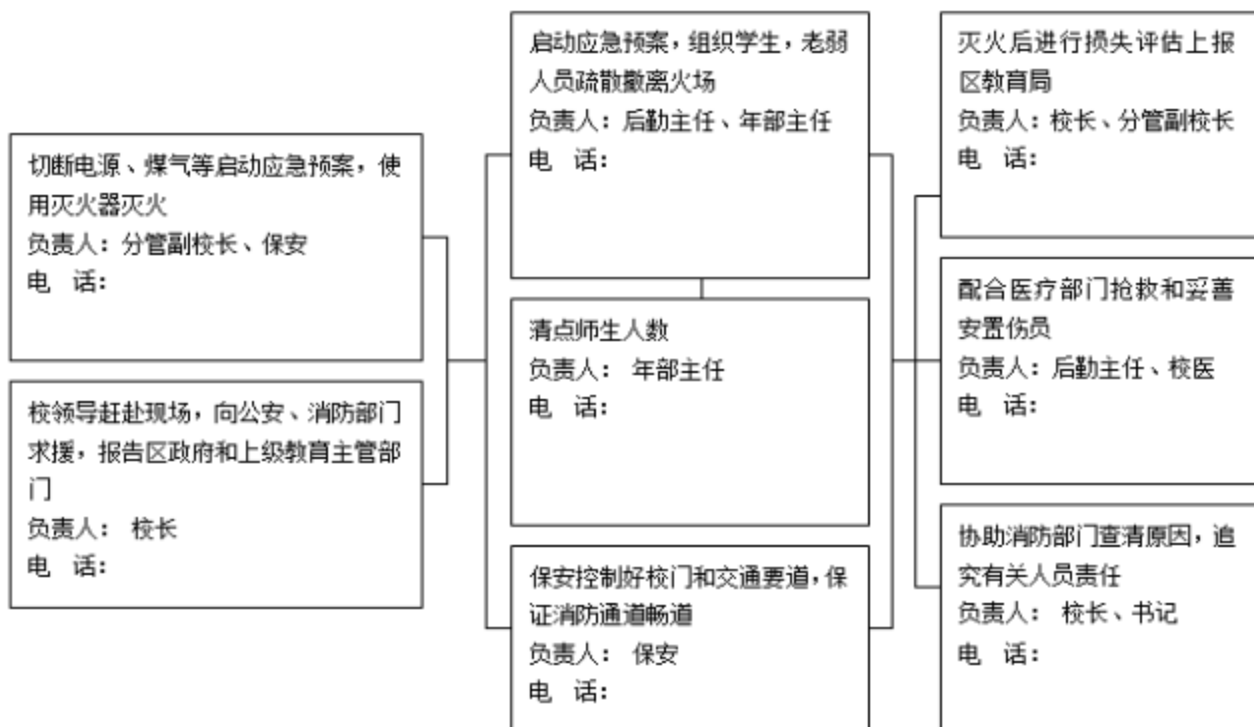 切断电源、煤气等启动应急预案，使
用灭火器灭火
负责人：分管副校长、保安
电　话：
校领导赶赴现场，向公安、消防部门
求援，报告区政府和上级教育主管部
门
负责人： 校长
电　话：
启动应急预案，组织学生，老弱
人员疏散撤离火场
负责人：后勤主任、年部主任
电　话：
清点师生人数
负责人： 年部主任
电　话：
保安控制好校门和交通要道，保
证消防通道畅道
负责人： 保安
电　话：
灭火后进行损失评估上报
区教育局
负责人：校长、分管副校长
电　话：
配合医疗部门抢救和妥善
安置伤员
负责人：后勤主任、校医
电　话：
协助消防部门查清原因，追
究有关人员责任
负责人： 校长、书记
电　话：